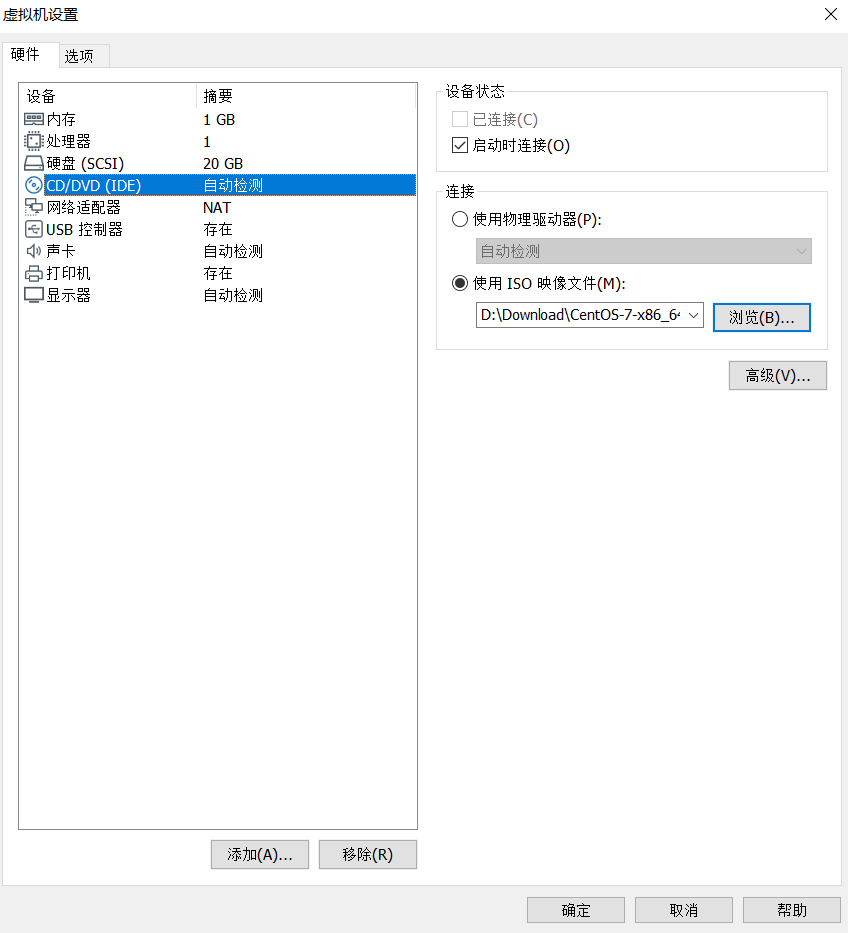 虚拟机设置
硬件 选项
设备 摘要
内存 1 GB
处理器 1
硬盘 (SCSI) 20 GB
CD/DVD (IDE) 自动检测
网络适配器 NAT
USB 控制器 存在
声卡 自动检测
打印机 存在
显示器 自动检测
添加(A)... 移除(R)
设备状态
已连接(C)
启动时连接(O)
连接
使用物理驱动器(P):
自动检测
使用 ISO 映像文件(M):
D:\Download\CentOS-7-x86_64 浏览(B)...
高级(V)...
确定 取消 帮助